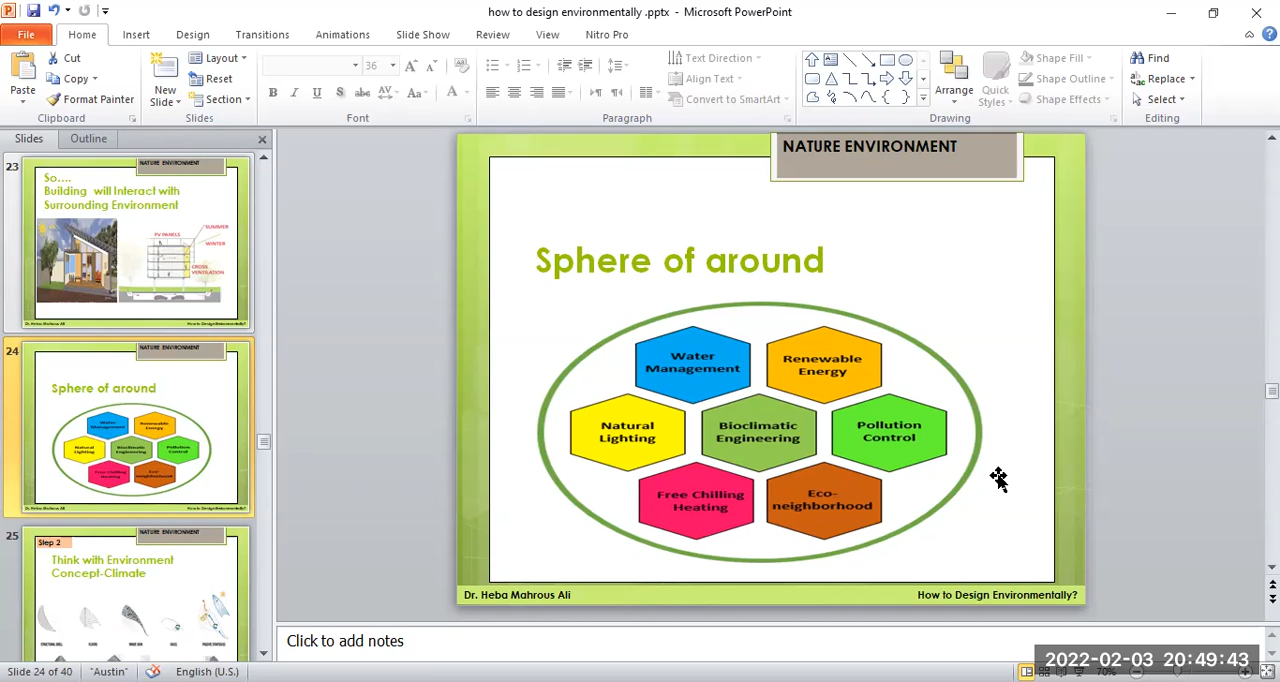 how to design environmentally .pptx - Microsoft PowerPoint
File Home Insert Design Transitions Animations Slide Show Review View Nitro Pro
Paste
Cut
Copy
Format Painter
Clipboard
New
Slide
Layout
Reset
Section
Slides
36
B I U S abc AV Aa A
Font
Text Direction
Align Text
Convert to SmartArt
Paragraph
Arrange
Quick
Styles
Shape Fill
Shape Outline
Shape Effects
Drawing
Find
Replace
Select
Editing
Slides Outline
23
NATURE ENVIRONMENT
So....
Building will Interact with
Surrounding Environment
PV PANELS
SUMMER
WINTER
CROSS
VENTILATION
Dr. Heba Mahrous Ali How to Design Environmentally?
24
NATURE ENVIRONMENT
Sphere of around
Water
Management
Renewable
Energy
Natural
Lighting
Bioclimatic
Engineering
Pollution
Control
Free Chilling
Heating
Eco-
neighborhood
Dr. Heba Mahrous Ali How to Design Environmentally?
25
NATURE ENVIRONMENT
Step 2
Think with Environment
Concept-Climate
NATURE ENVIRONMENT
Sphere of around
Water
Management
Renewable
Energy
Natural
Lighting
Bioclimatic
Engineering
Pollution
Control
Free Chilling
Heating
Eco-
neighborhood
Dr. Heba Mahrous Ali How to Design Environmentally?
Click to add notes
Slide 24 of 40 "Austin" English (U.S.) 70%
2022-02-03 20:49:43